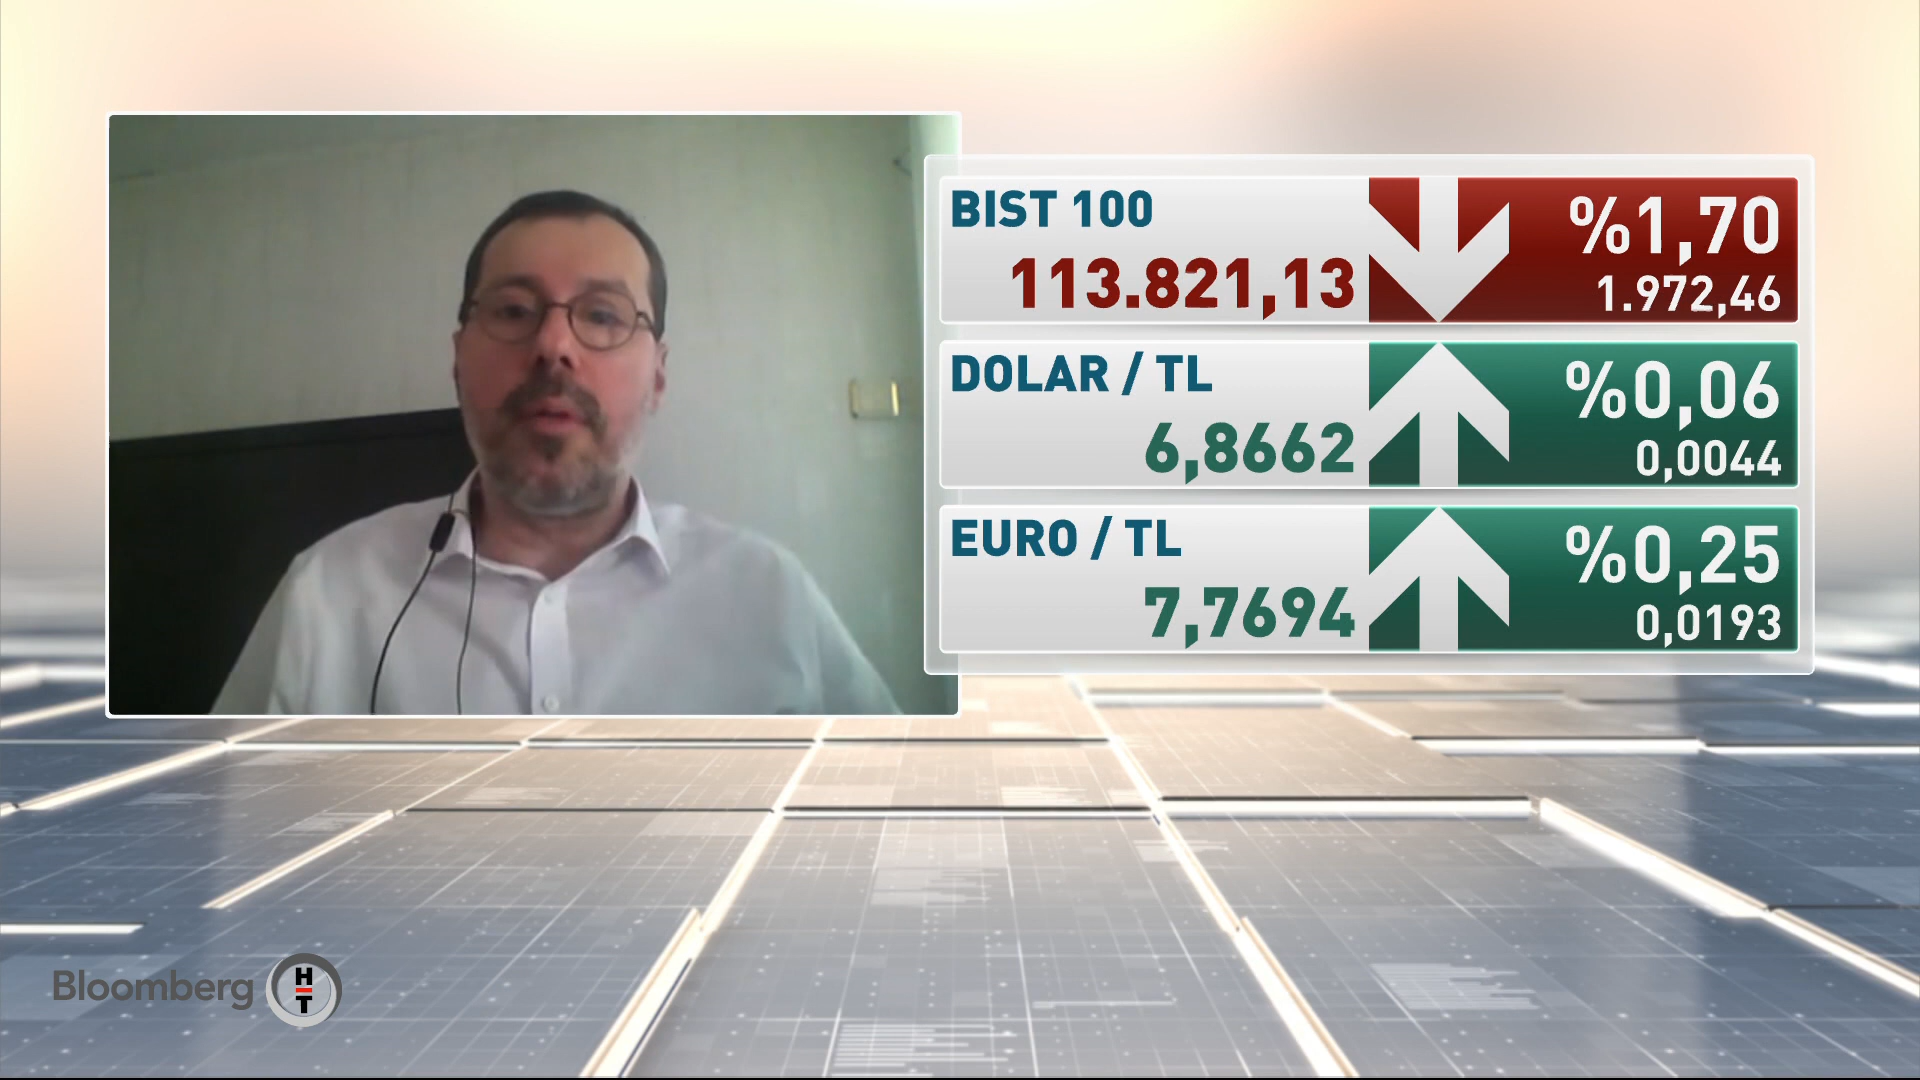 BIST 100
113.821,13
%1,70
1.972,46
DOLAR / TL
6,8662
%0,06
0,0044
EURO / TL
7,7694
%0,25
0,0193
Bloomberg HT